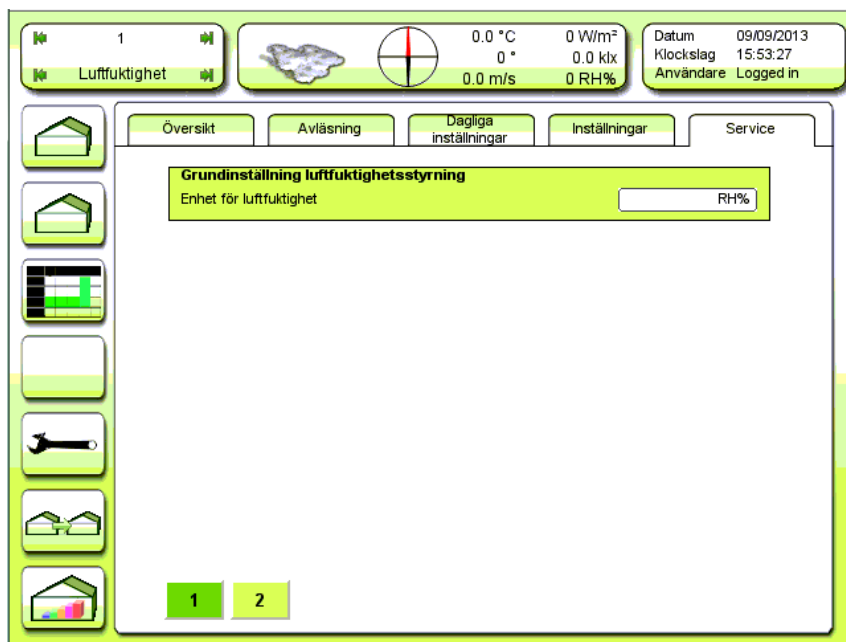 1
Luftfuktighet
0.0 °C 0 W/m²
0 ° 0.0 klx
0.0 m/s 0 RH%
Datum 09/09/2013
Klockslag 15:53:27
Användare Logged in
Översikt
Avläsning
Dagliga
inställningar
Inställningar
Service
Grundinställning luftfuktighetsstyrning
Enhet för luftfuktighet RH%
1 2